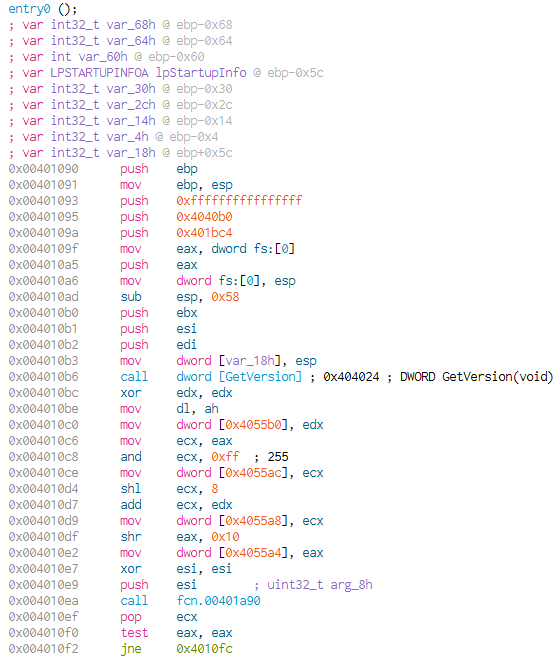 entry0 ();
; var int32_t var_68h @ ebp-0x68
; var int32_t var_64h @ ebp-0x64
; var int var_60h @ ebp-0x60
; var LPSTARTUPINFOA lpStartupInfo @ ebp-0x5c
; var int32_t var_30h @ ebp-0x30
; var int32_t var_2ch @ ebp-0x2c
; var int32_t var_14h @ ebp-0x14
; var int32_t var_4h @ ebp-0x4
; var int32_t var_18h @ ebp+0x5c
0x00401090 push ebp
0x00401091 mov ebp, esp
0x00401093 push 0xffffffffffffffff
0x00401095 push 0x4040b0
0x0040109a push 0x401bc4
0x0040109f mov eax, dword fs:[0]
0x004010a5 push eax
0x004010a6 mov dword fs:[0], esp
0x004010ad sub esp, 0x58
0x004010b0 push ebx
0x004010b1 push esi
0x004010b2 push edi
0x004010b3 mov dword [var_18h], esp
0x004010b6 call dword [GetVersion] ; 0x404024 ; DWORD GetVersion(void)
0x004010bc xor edx, edx
0x004010be mov dl, ah
0x004010c0 mov dword [0x4055b0], edx
0x004010c6 mov ecx, eax
0x004010c8 and ecx, 0xff ; 255
0x004010ce mov dword [0x4055ac], ecx
0x004010d4 shl ecx, 8
0x004010d7 add ecx, edx
0x004010d9 mov dword [0x4055a8], ecx
0x004010df shr eax, 0x10
0x004010e2 mov dword [0x4055a4], eax
0x004010e7 xor esi, esi
0x004010e9 push esi ; uint32_t arg_8h
0x004010ea call fcn.00401a90
0x004010ef pop ecx
0x004010f0 test eax, eax
0x004010f2 jne 0x4010fc